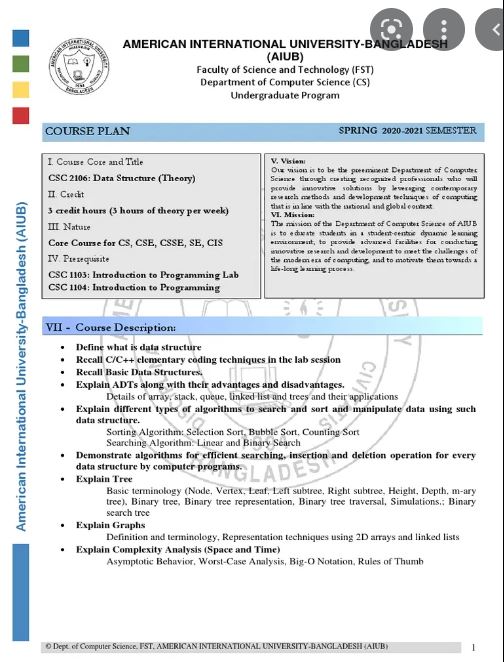 AMERICAN INTERNATIONAL UNIVERSITY-BANGLADESH
(AIUB)
Faculty of Science and Technology (FST)
Department of Computer Science (CS)
Undergraduate Program
COURSE PLAN
SPRING 2020-2021 SEMESTER
I. Course Core and Title
CSC 2106: Data Structure (Theory)
II. Credit
3 credit hours (3 hours of theory per week)
III. Nature
Core Course for CS, CSE, CSSE, SE, CIS
IV. Prerequisite
CSC 1103: Introduction to Programming Lab
CSC 1104: Introduction to Programming
V. Vision:
Our vision is to be the preeminent Department of Computer
Science through creating recognized professionals who will
provide innovative solutions by leveraging contemporary
research methods and development techniques of computing
that is in line with the national and global context.
VI. Mission:
The mission of the Department of Computer Science of AIUB
is to educate students in a student-centric dynamic learning
environment; to provide advanced facilities for conducting
innovative research and development to meet the challenges of
the modern era of computing, and to motivate them towards a
life-long learning process.
American International University-Bangladesh (AIUB)
VII - Course Description:
• Define what is data structure
• Recall C/C++ elementary coding techniques in the lab session
• Recall Basic Data Structures.
• Explain ADTs along with their advantages and disadvantages.
Details of array, stack, queue, linked list and trees and their applications
• Explain different types of algorithms to search and sort and manipulate data using such
data structure.
Sorting Algorithm: Selection Sort, Bubble Sort, Counting Sort
Searching Algorithm: Linear and Binary Search
• Demonstrate algorithms for efficient searching, insertion and deletion operation for every
data structure by computer programs.
• Explain Tree
Basic terminology (Node, Vertex, Leaf, Left subtree, Right subtree, Height, Depth, m-ary
tree), Binary tree, Binary tree representation, Binary tree traversal, Simulations.; Binary
search tree
• Explain Graphs
Definition and terminology, Representation techniques using 2D arrays and linked lists
• Explain Complexity Analysis (Space and Time)
Asymptotic Behavior, Worst-Case Analysis, Big-O Notation, Rules of Thumb
© Dept. of Computer Science, FST, AMERICAN INTERNATIONAL UNIVERSITY-BANGLADESH (AIUB)
1